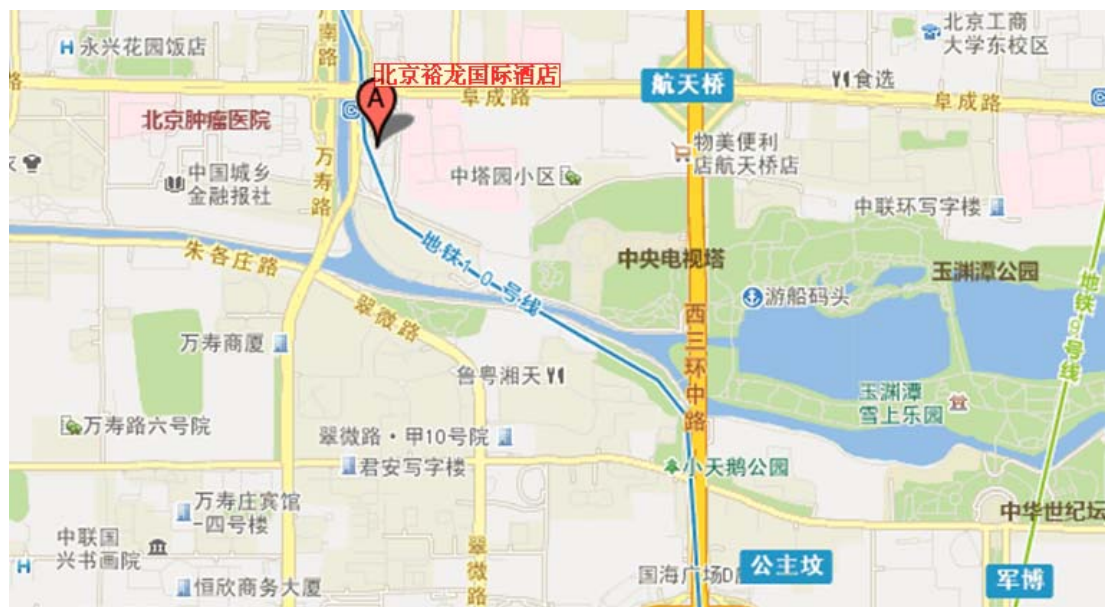 北京工商
大学东校区
永兴花园饭店
南路
北京裕龙国际酒店
航天桥
食选
路
A
阜成路
阜成路
北京肿瘤医院
物美便利
店航天桥店
万寿路
中国城乡
金融报社
中塔园小区
中联环写字楼
朱各庄路
地铁10号线
中央电视塔
玉渊潭公园
游船码头
地铁9号线
翠微路
西三环中路
万寿商厦
鲁粤湘天
玉渊潭
雪上乐园
万寿路六号院
翠微路·甲10号院
君安写字楼
小天鹅公园
万寿庄宾馆
-四号楼
中华世纪坛
中联国
兴书画院
翠微路
国海广场D
公主坟
军博
恒欣商务大厦